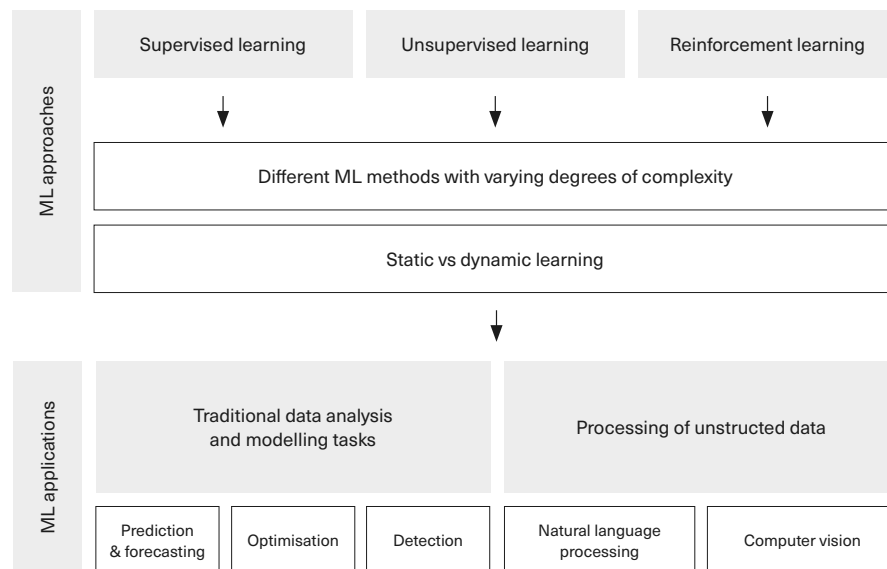 ML approaches
Supervised learning
Unsupervised learning
Reinforcement learning
Different ML methods with varying degrees of complexity
Static vs dynamic learning
ML applications
Traditional data analysis
and modelling tasks
Processing of unstructed data
Prediction
& forecasting
Optimisation
Detection
Natural language
processing
Computer vision